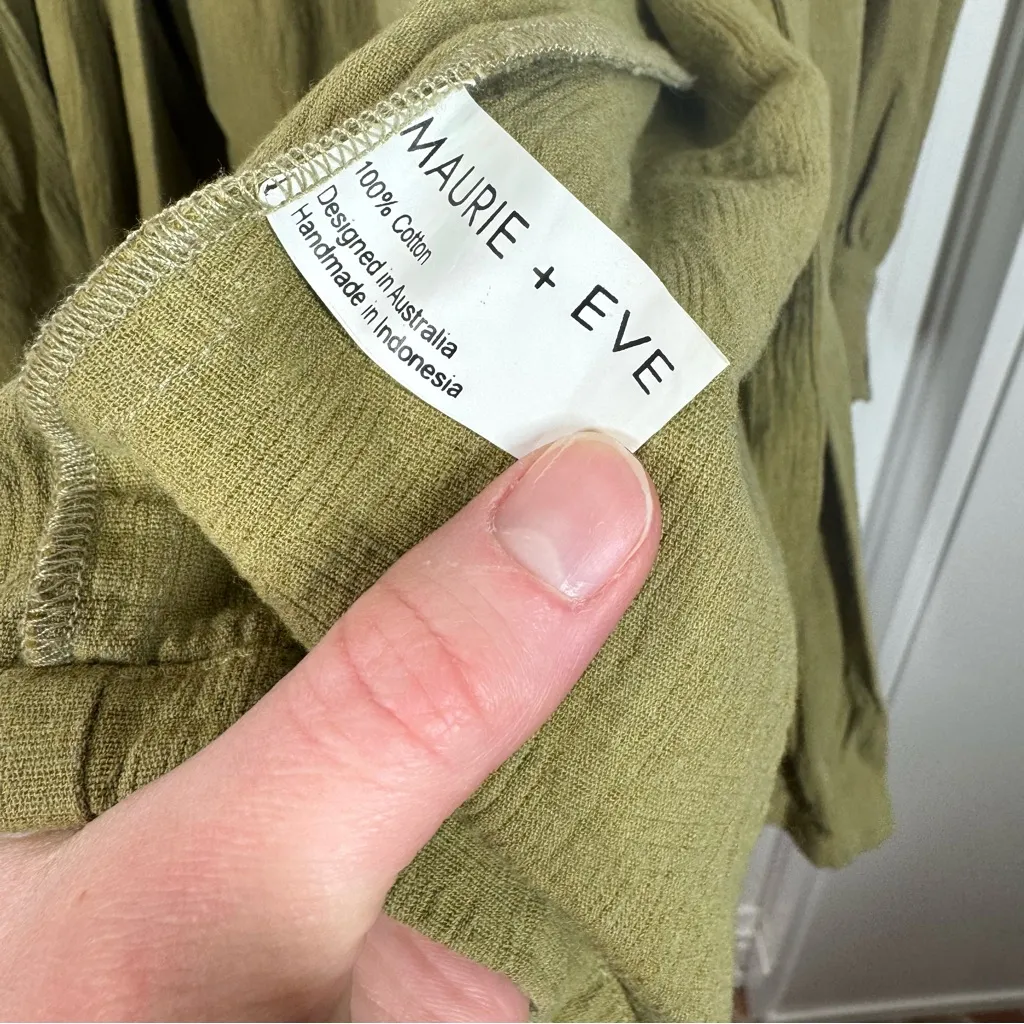 MAURIE + EVE
100% Cotton
Designed in Australia
Handmade in Indonesia